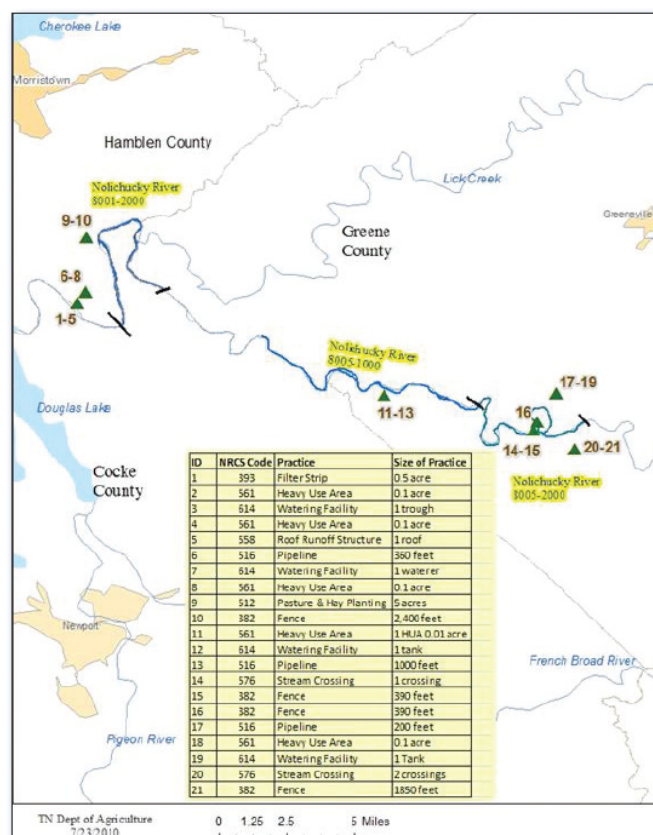 Cherokee Lake
Morristown
Hamblen County
Nolichucky River
8001-2000
Lick Creek
9-10
Greene
County
Greeneville
6-8
1-5
Nolichucky River
8005-1000
17-19
Douglas Lake
11-13
16
14-15
20-21
Cocke
County
Nolichucky River
8005-2000
ID NRCS Code Practice Size of Practice
1 393 Filter Strip 0.5 acre
2 561 Heavy Use Area 0.1 acre
3 614 Watering Facility 1 trough
4 561 Heavy Use Area 0.1 acre
5 558 Roof Runoff Structure 1 roof
6 516 Pipeline 360 feet
7 614 Watering Facility 1 waterer
8 561 Heavy Use Area 0.1 acre
9 512 Pasture & Hay Planting 5 acres
10 382 Fence 2,400 feet
11 561 Heavy Use Area 1 HUA 0.01 acre
12 614 Watering Facility 1 tank
13 516 Pipeline 1000 feet
14 576 Stream Crossing 1 crossing
15 382 Fence 390 feet
16 382 Fence 390 feet
17 516 Pipeline 200 feet
18 561 Heavy Use Area 0.1 acre
19 614 Watering Facility 1 Tank
20 576 Stream Crossing 2 crossings
21 382 Fence 1850 feet
Newport
French Broad River
Pigeon River
TN Dept of Agriculture
7/23/2010
0 1.25 2.5 5 Miles